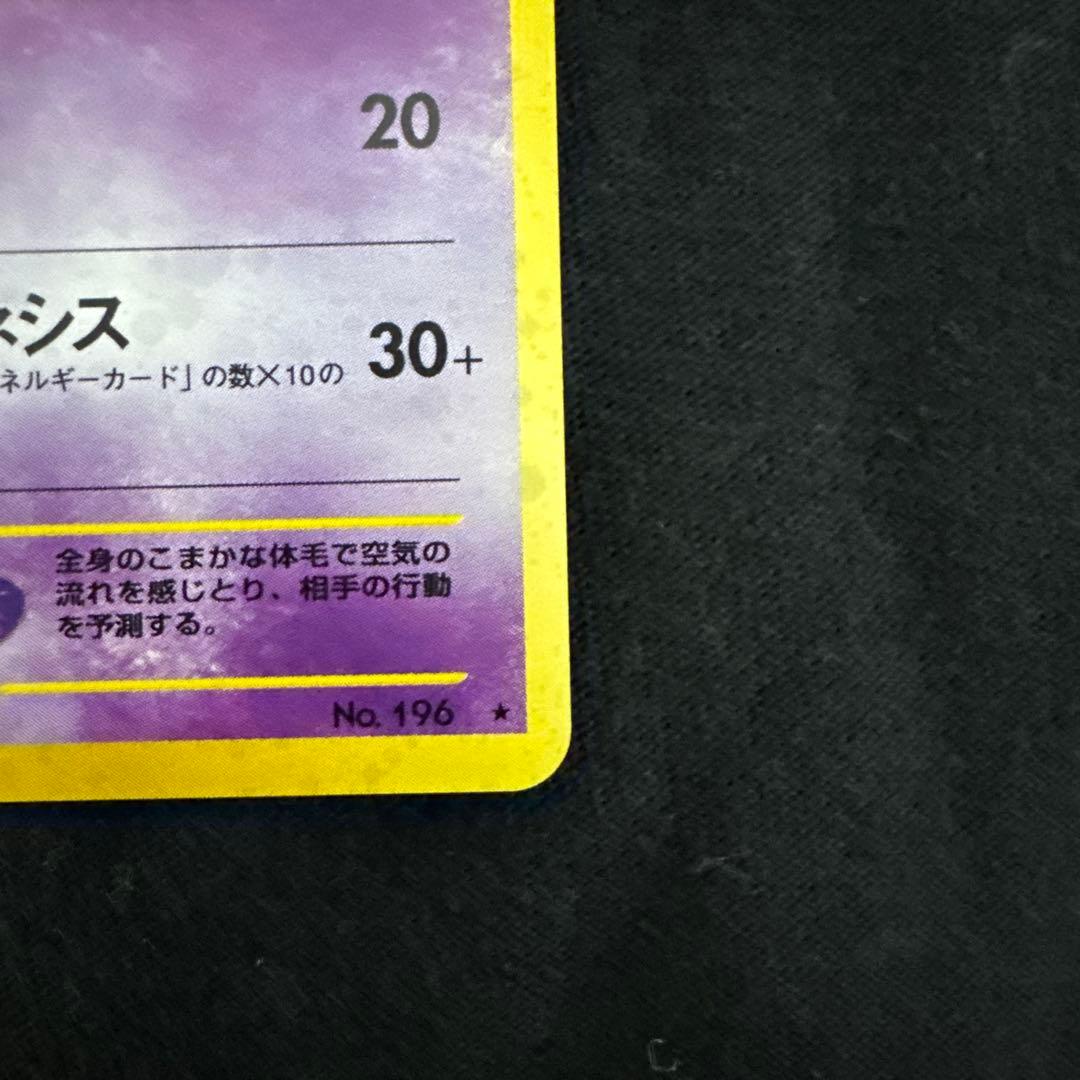 20
ネシス
30+
ネルギーカード」の数×10の
全身のこまかな体毛で空気の
流れを感じとり、相手の行動
を予測する。
No. 196 ★